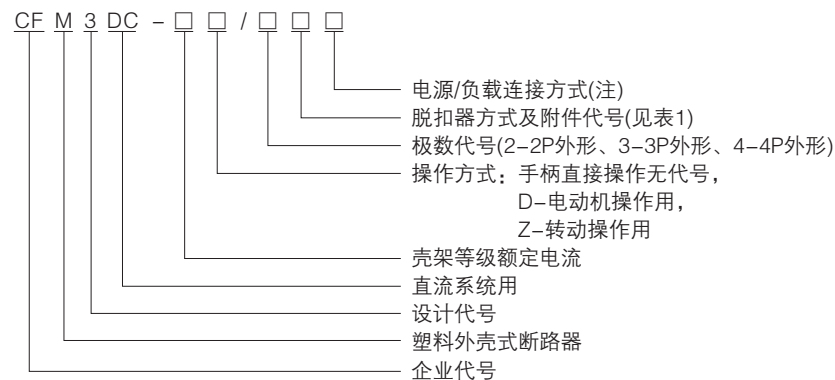 CF M 3 DC - □ □ / □ □ □
电源/负载连接方式(注)
脱扣器方式及附件代号(见表1)
极数代号(2-2P外形、3-3P外形、4-4P外形)
操作方式：手柄直接操作无代号，
D-电动机操作用，
Z-转动操作用
壳架等级额定电流
直流系统用
设计代号
塑料外壳式断路器
企业代号